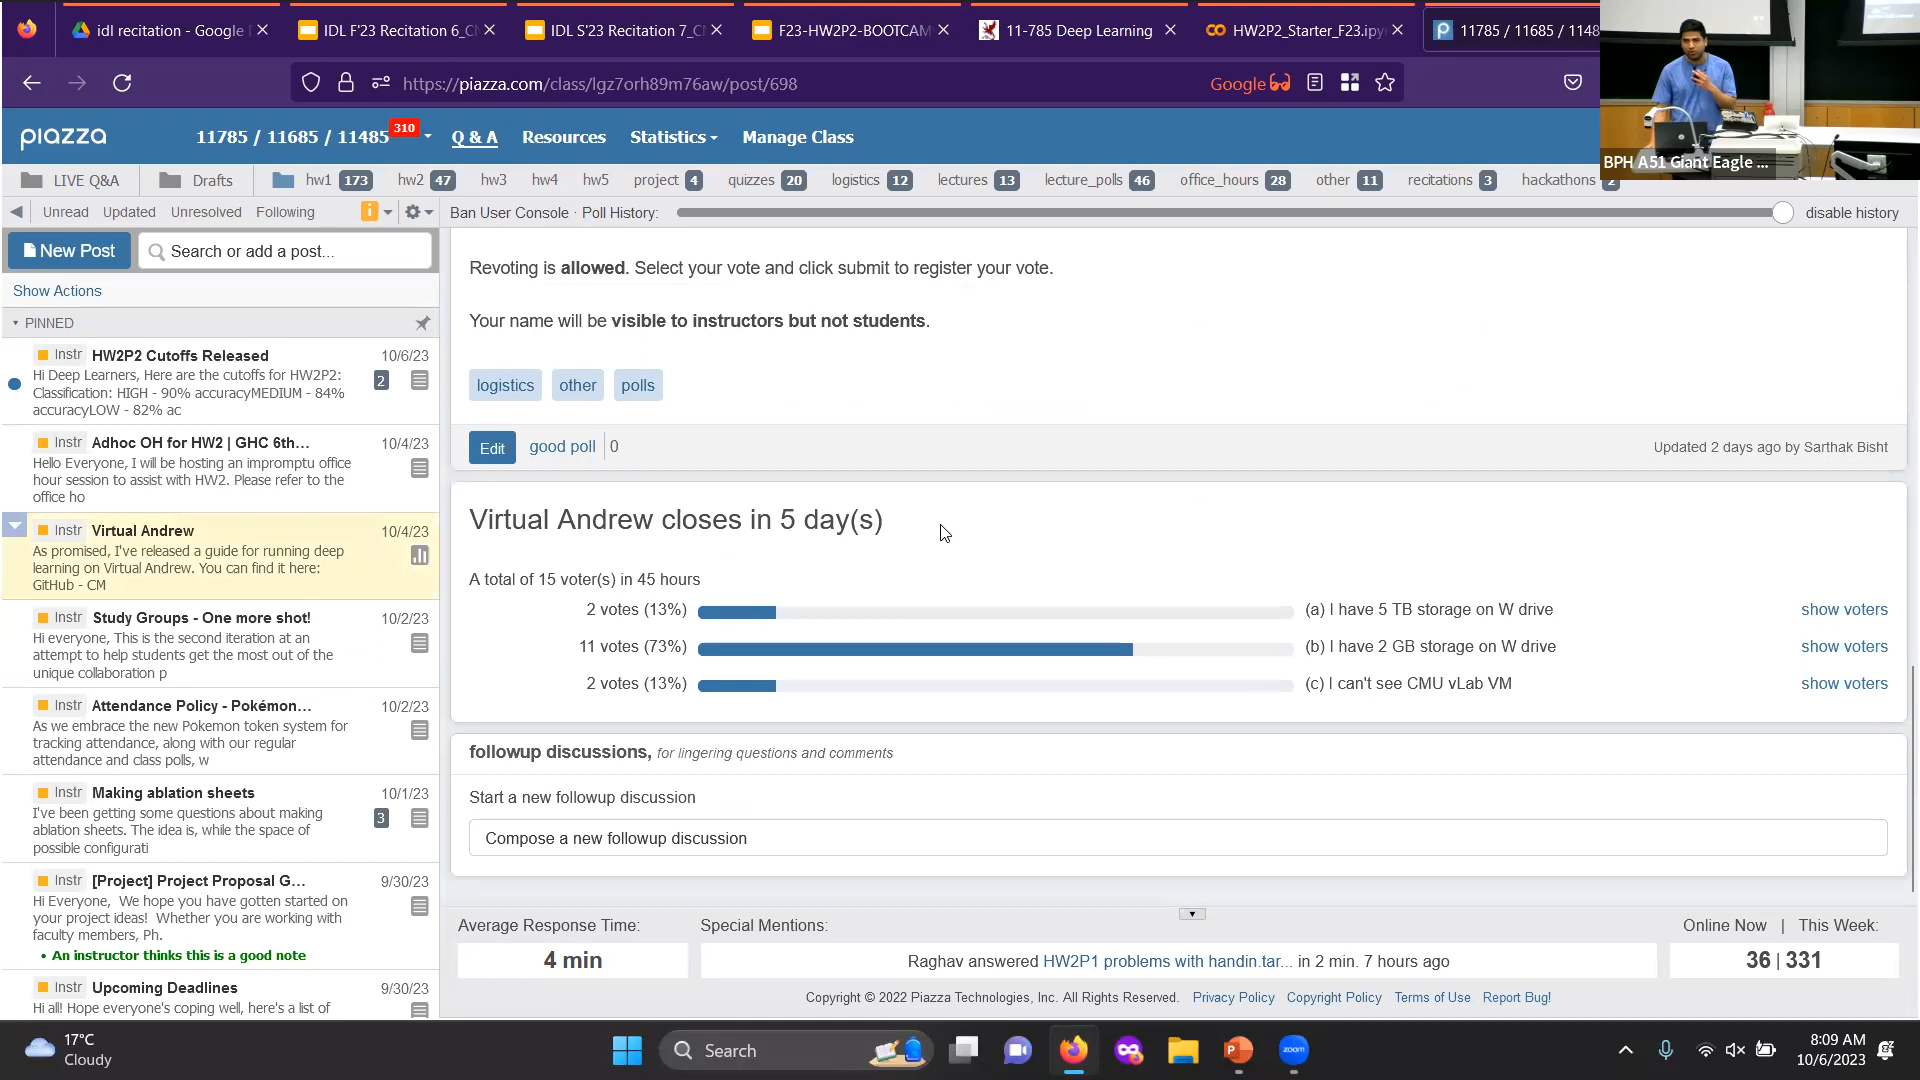 idl recitation - Google
IDL F'23 Recitation 6_C
IDL S'23 Recitation 7_C
F23-HW2P2-BOOTCAM
11-785 Deep Learning
HW2P2_Starter_F23.ipy
11785 / 11685 / 1148
https://piazza.com/class/lgz7orh89m76aw/post/698
Google
piazza
11785 / 11685 / 11485
310
Q & A
Resources
Statistics
Manage Class
LIVE Q&A
Drafts
hw1 173
hw2 47
hw3
hw4
hw5
project 4
quizzes 20
logistics 12
lectures 13
lecture_polls 46
office_hours 28
other 11
recitations 3
hackathons 2
BPH A51 Giant Eagle ...
Unread Updated Unresolved Following
Ban User Console · Poll History:
disable history
New Post
Search or add a post...
Show Actions
PINNED
Instr HW2P2 Cutoffs Released 10/6/23
Hi Deep Learners, Here are the cutoffs for HW2P2:
Classification: HIGH - 90% accuracyMEDIUM - 84%
accuracyLOW - 82% ac
2
Instr Adhoc OH for HW2 | GHC 6th... 10/4/23
Hello Everyone, I will be hosting an impromptu office
hour session to assist with HW2. Please refer to the
office ho
Instr Virtual Andrew 10/4/23
As promised, I've released a guide for running deep
learning on Virtual Andrew. You can find it here:
GitHub - CM
Instr Study Groups - One more shot! 10/2/23
Hi everyone, This is the second iteration at an
attempt to help students get the most out of the
unique collaboration p
Instr Attendance Policy - Pokémon... 10/2/23
As we embrace the new Pokemon token system for
tracking attendance, along with our regular
attendance and class polls, w
Instr Making ablation sheets 10/1/23
I've been getting some questions about making
ablation sheets. The idea is, while the space of
possible configurati
3
Instr [Project] Project Proposal G... 9/30/23
Hi Everyone, We hope you have gotten started on
your project ideas! Whether you are working with
faculty members, Ph.
• An instructor thinks this is a good note
Instr Upcoming Deadlines 9/30/23
Hi all! Hope everyone's coping well, here's a list of
Revoting is allowed. Select your vote and click submit to register your vote.
Your name will be visible to instructors but not students.
logistics other polls
Edit good poll 0
Updated 2 days ago by Sarthak Bisht
Virtual Andrew closes in 5 day(s)
A total of 15 voter(s) in 45 hours
2 votes (13%) (a) I have 5 TB storage on W drive show voters
11 votes (73%) (b) I have 2 GB storage on W drive show voters
2 votes (13%) (c) I can't see CMU vLab VM show voters
followup discussions, for lingering questions and comments
Start a new followup discussion
Compose a new followup discussion
Average Response Time:
4 min
Special Mentions:
Raghav answered HW2P1 problems with handin.tar... in 2 min. 7 hours ago
Online Now | This Week:
36 | 331
Copyright © 2022 Piazza Technologies, Inc. All Rights Reserved. Privacy Policy Copyright Policy Terms of Use Report Bug!
17°C
Cloudy
Search
zoom
8:09 AM
10/6/2023